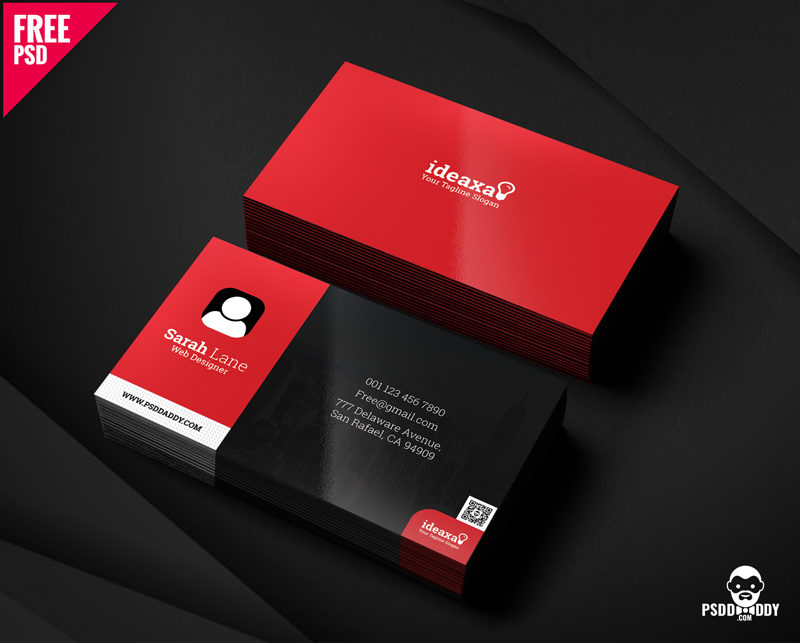 FREE
PSD
ideaxa
Your Tagline Slogan
Sarah Lane
Web Designer
WWW.PSDDADDY.COM
001 123 456 7890
Free@gmail.com
777 Delaware Avenue,
San Rafael, CA 94909
ideaxa
Your Tagline Slogan
PSDDADDY
.COM